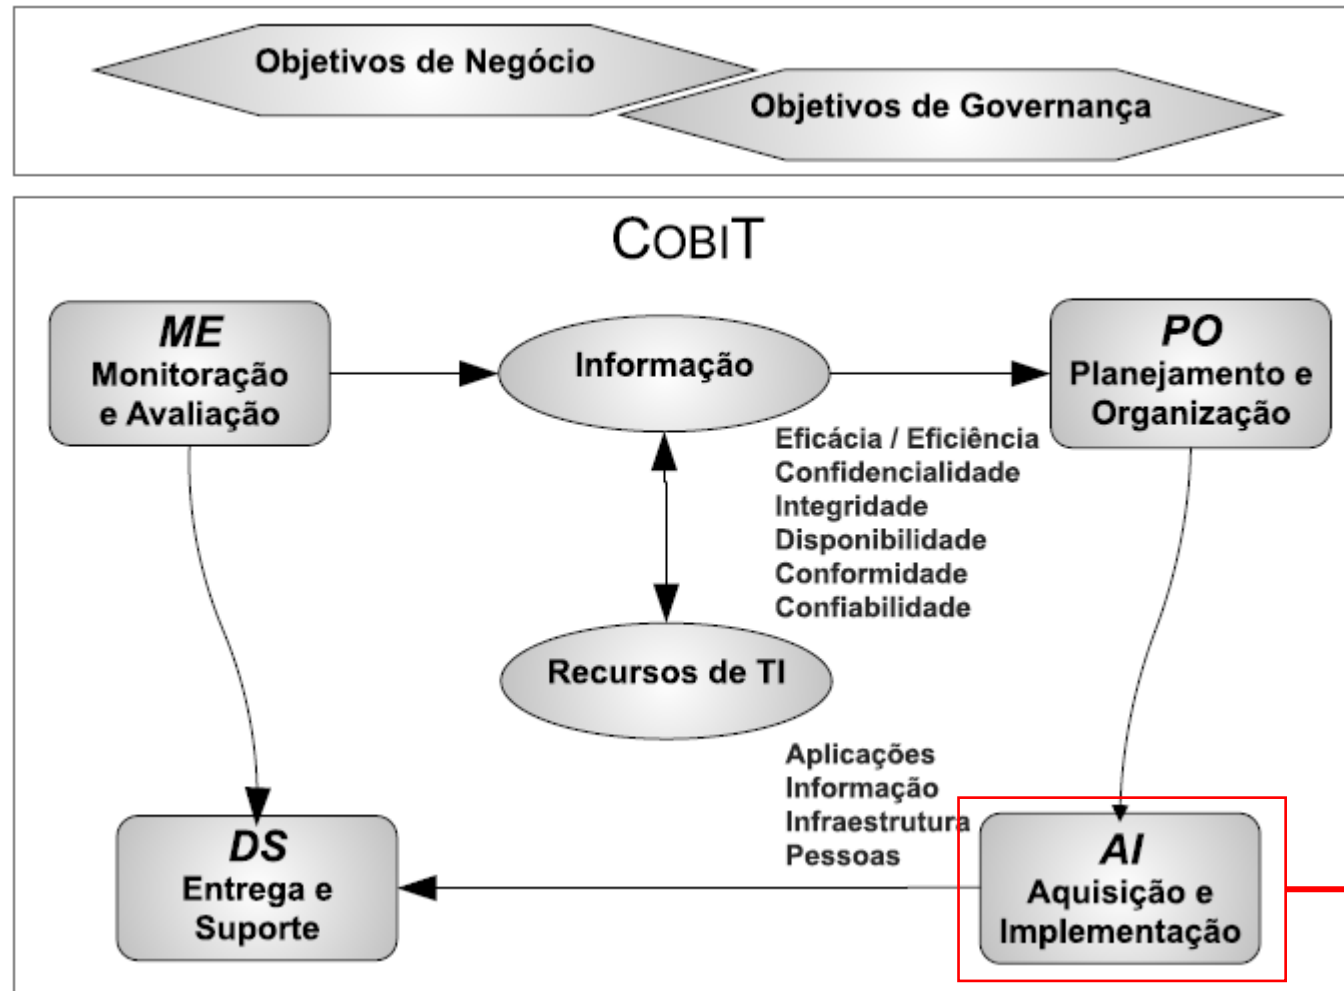 Objetivos de Negócio
Objetivos de Governança
COBIT
ME
Monitoração
e Avaliação
Informação
PO
Planejamento e
Organização
Eficácia / Eficiência
Confidencialidade
Integridade
Disponibilidade
Conformidade
Confiabilidade
Recursos de TI
Aplicações
Informação
Infraestrutura
Pessoas
DS
Entrega e
Suporte
AI
Aquisição e
Implementação